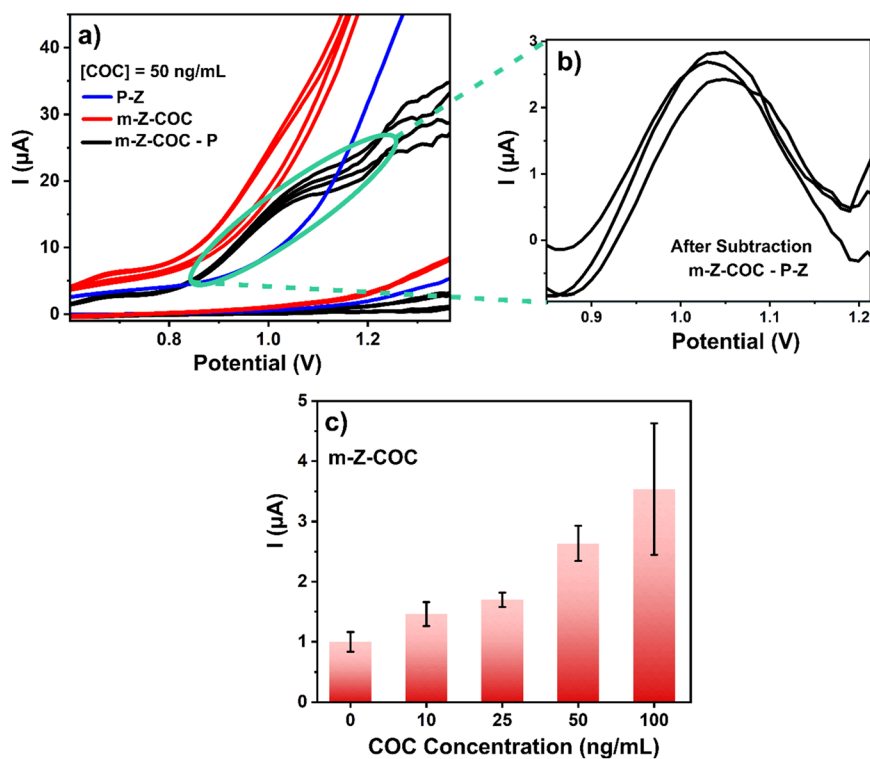 a)
[COC] = 50 ng/mL
P-Z
m-Z-COC
m-Z-COC - P
I (µA)
40
30
20
10
0
0.8
1.0
1.2
Potential (V)
b)
I (µA)
3
2
1
0
After Subtraction
m-Z-COC - P-Z
0.9
1.0
1.1
1.2
Potential (V)
c)
m-Z-COC
I (µA)
5
4
3
2
1
0
0
10
25
50
100
COC Concentration (ng/mL)